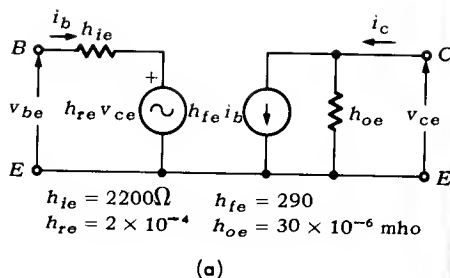 i_b h_ie i_c
B + C
v_be h_re v_ce h_fe i_b h_oe v_ce
E E
h_ie = 2200Ω h_fe = 290
h_re = 2 × 10⁻⁴ h_oe = 30 × 10⁻⁶ mho
(a)